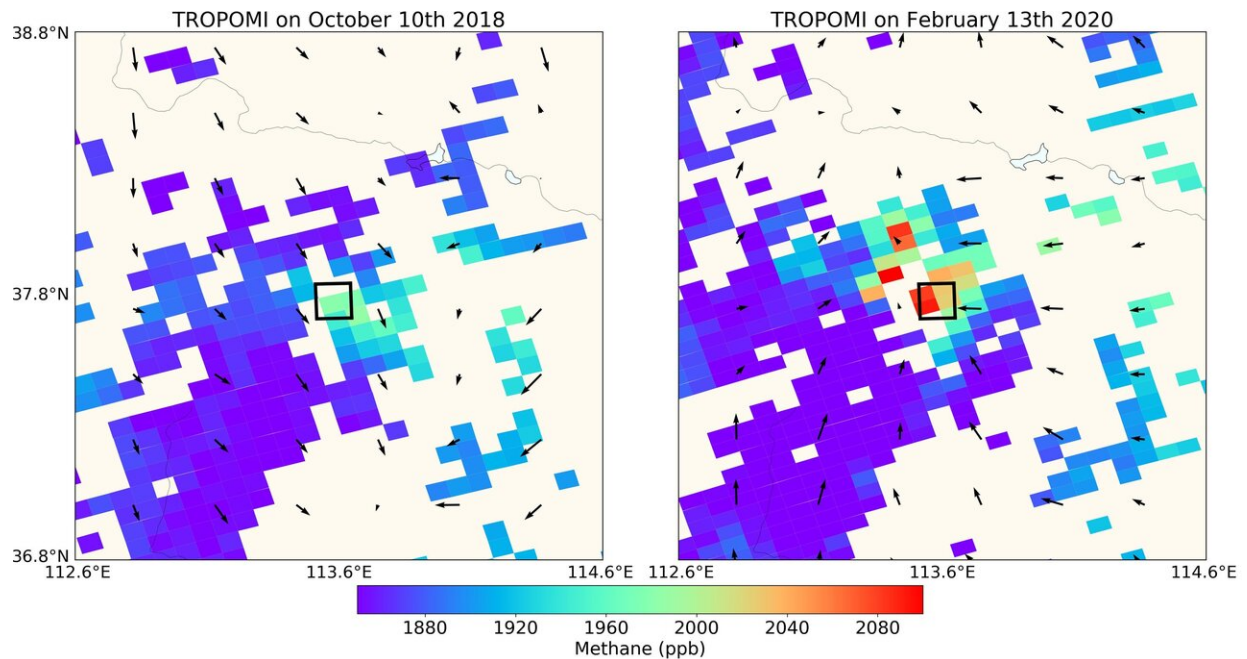 TROPOMI on October 10th 2018
TROPOMI on February 13th 2020
38.8°N
37.8°N
36.8°N
112.6°E 113.6°E 114.6°E
112.6°E 113.6°E 114.6°E
1880 1920 1960 2000 2040 2080
Methane (ppb)